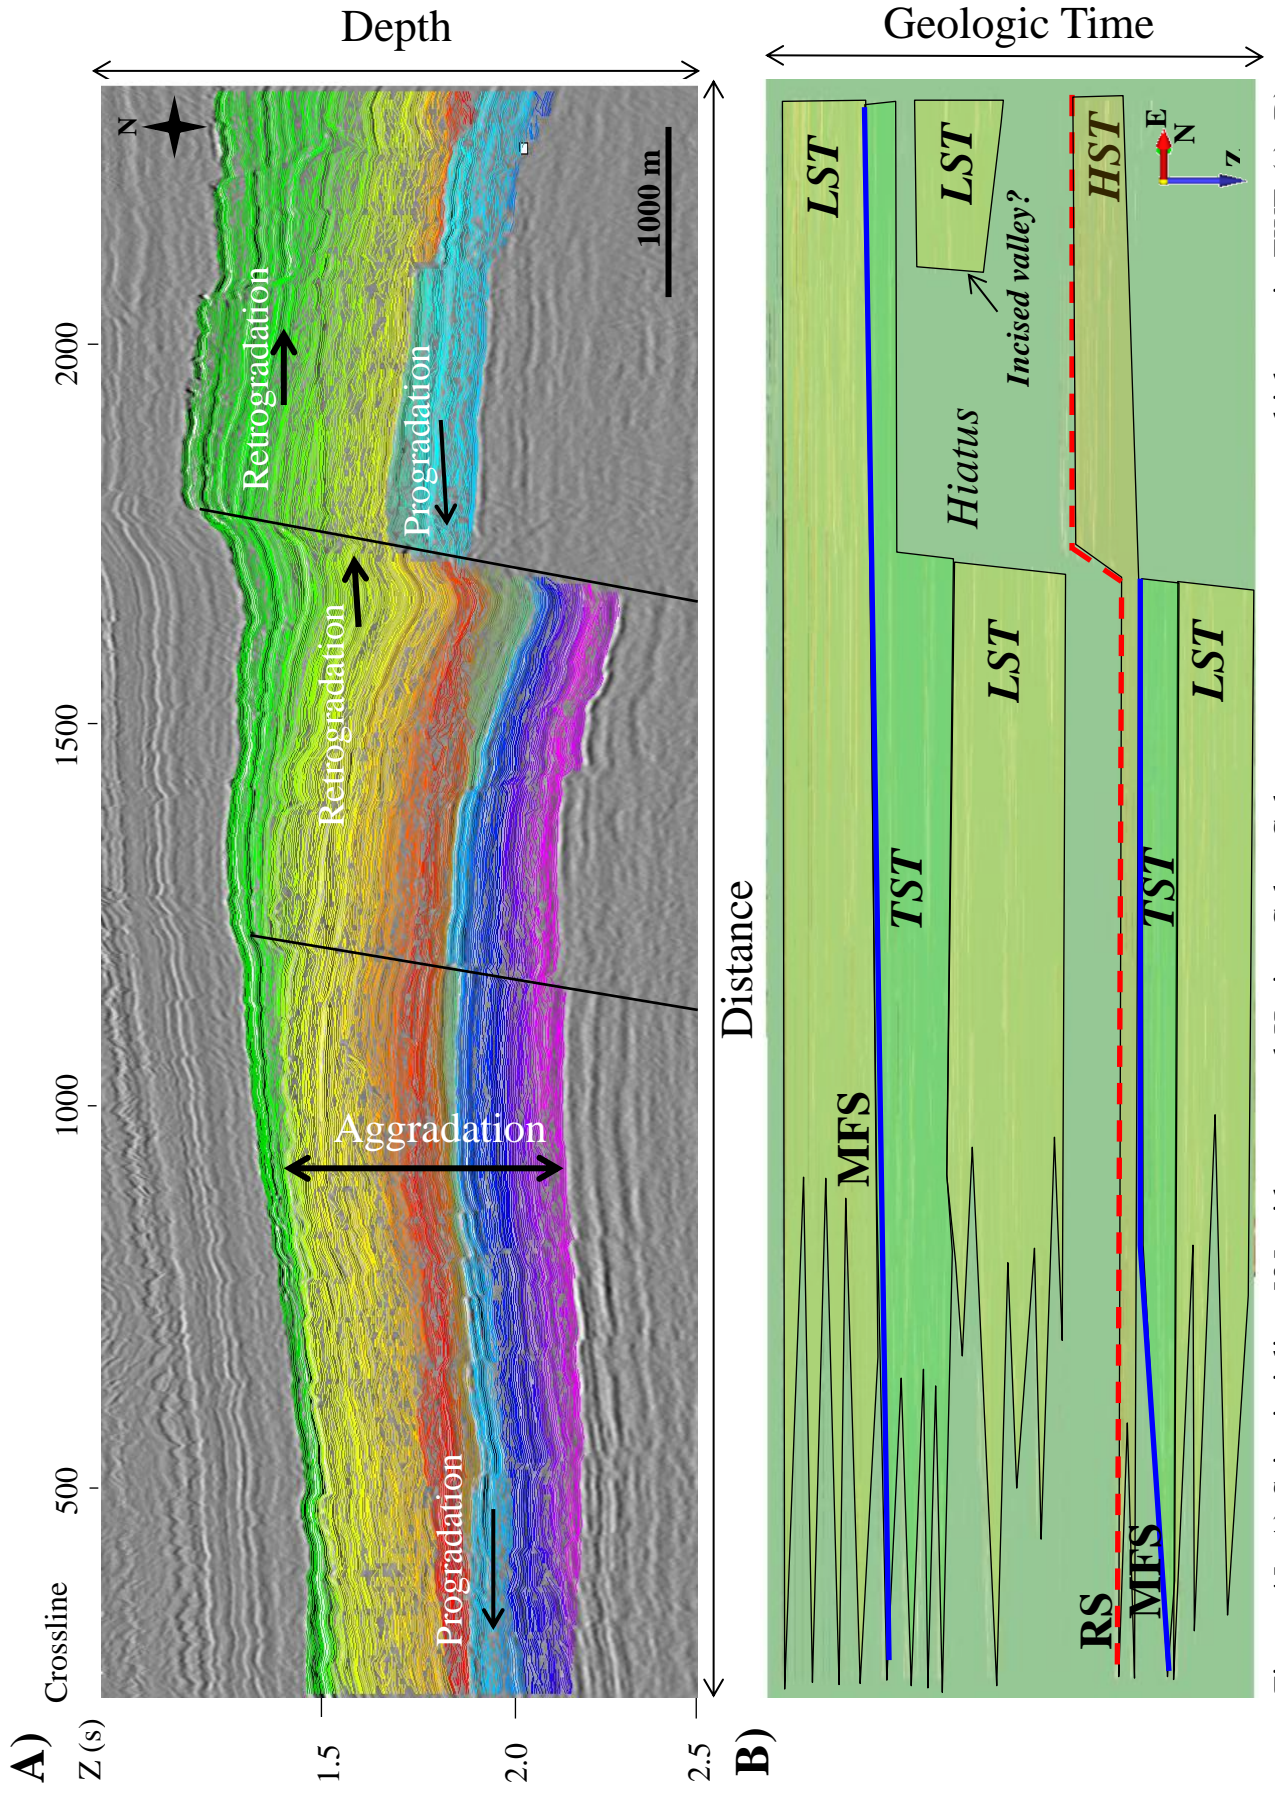 A)
Crossline
500
1000
1500
2000
Z (s)
1.5
2.0
2.5
Depth
N
1000 m
Retrogradation
Retrogradation
Progradation
Progradation
Aggradation
Distance
B)
Geologic Time
LST
MFS
TST
LST
Incised valley?
Hiatus
LST
HST
RS
MFS
TST
LST
E
N
Z